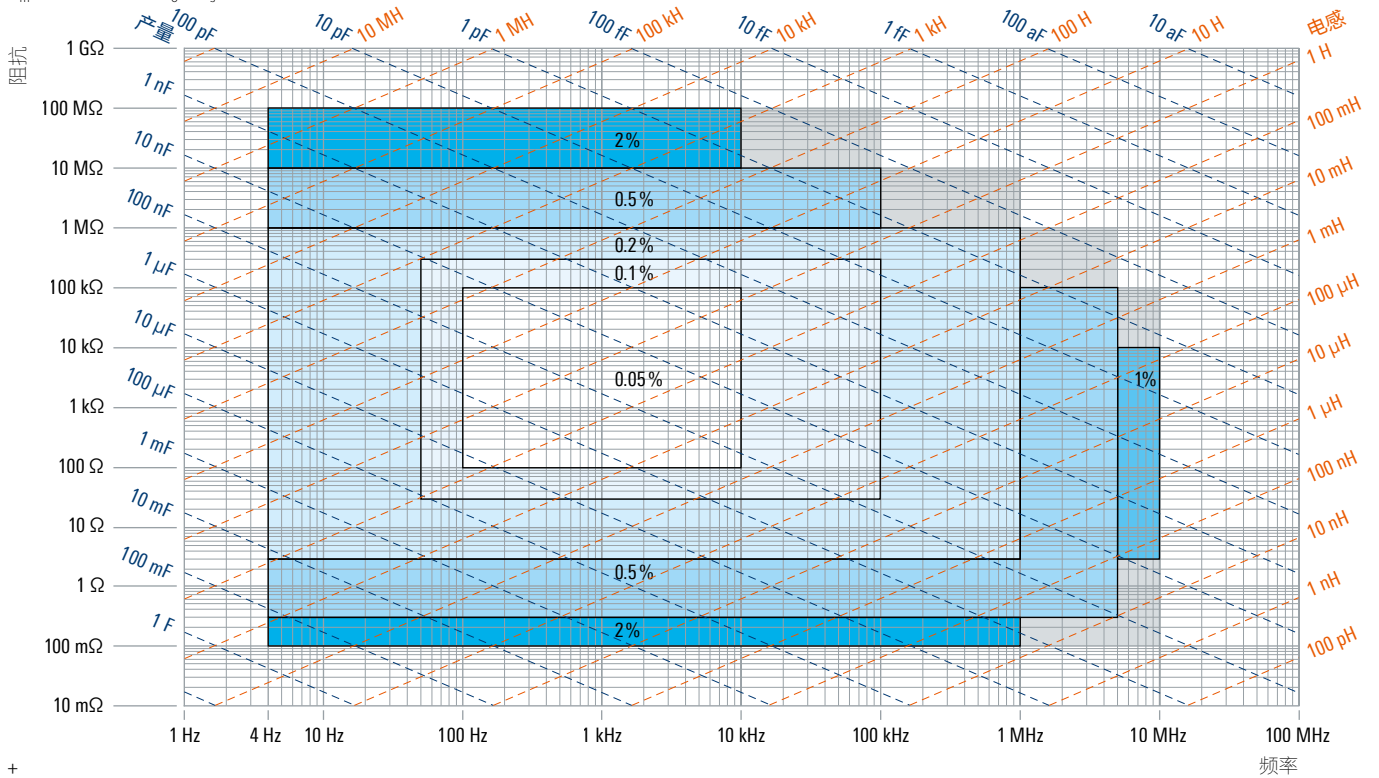 产量 100 pF 10 pF 10 MH 1 pF 1 MH 100 fF 100 kH 10 fF 10 kH 1 fF 1 kH 100 aF 100 H 10 aF 10 H 电感
阻抗
1 GΩ
100 MΩ
10 MΩ
1 MΩ
100 kΩ
10 kΩ
1 kΩ
100 Ω
10 Ω
1 Ω
100 mΩ
10 mΩ
1 nF
10 nF
100 nF
1 µF
10 µF
100 µF
1 mF
10 mF
100 mF
1 F
2%
0.5%
0.2%
0.1%
0.05%
1%
0.5%
2%
1 H
100 mH
10 mH
1 mH
100 µH
10 µH
1 µH
100 nH
10 nH
1 nH
100 pH
1 Hz 4 Hz 10 Hz 100 Hz 1 kHz 10 kHz 100 kHz 1 MHz 10 MHz 100 MHz
+
频率